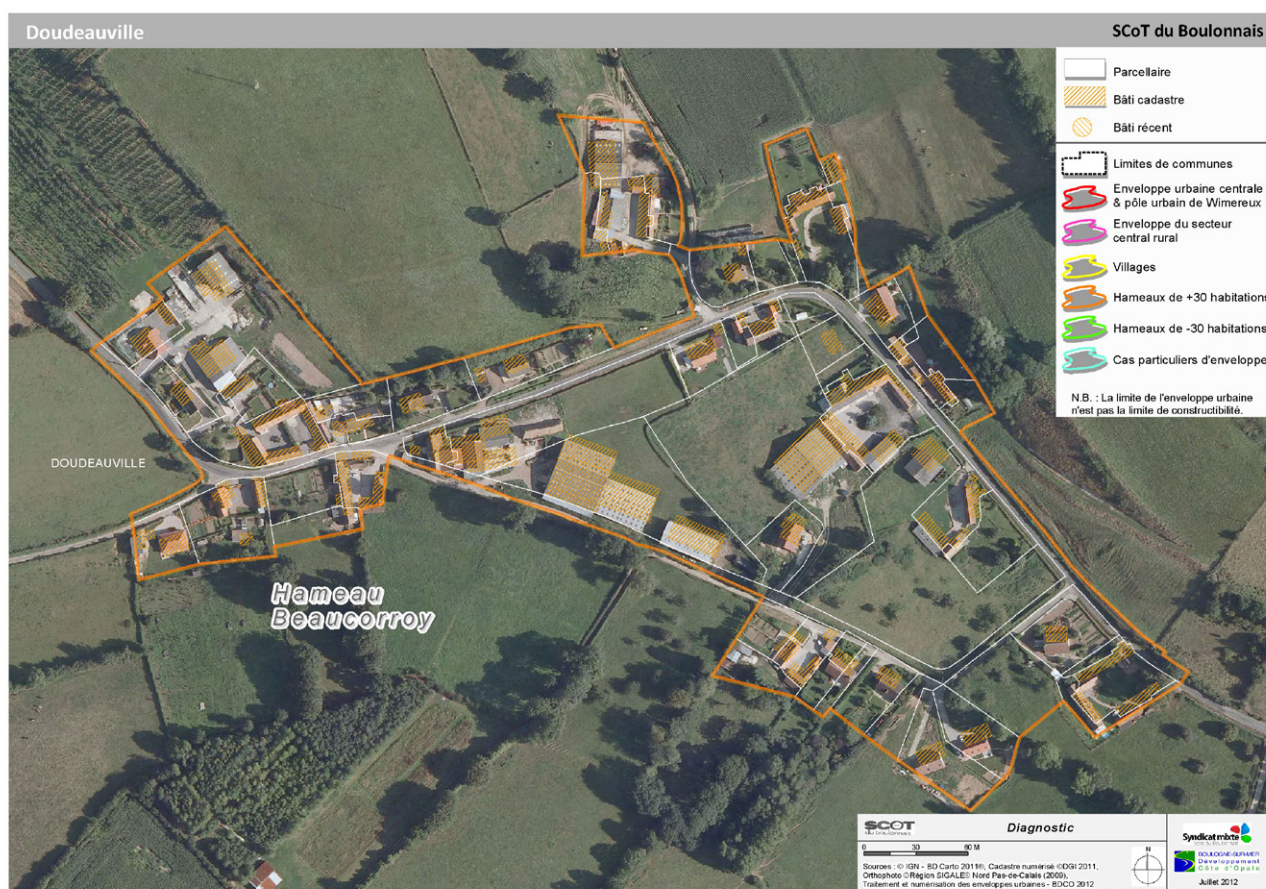 Doudeauville
SCoT du Boulonnais
Parcellaire
Bâti cadastre
Bâti récent
Limites de communes
Enveloppe urbaine centrale
& pôle urbain de Wimereux
Enveloppe du secteur
central rural
Villages
Hameaux de +30 habitations
Hameaux de -30 habitations
Cas particuliers d'enveloppe
N.B. : La limite de l'enveloppe urbaine
n'est pas la limite de constructibilité.
DOUDEAUVILLE
Hameau
Beaucorroy
SCOT
du boulonnais
Diagnostic
0 30 60 M
N
Sources : © IGN - BD Carto 2011®, Cadastre numérisé ©DGI 2011,
Orthophoto ©Région SIGALE® Nord Pas-de-Calais (2009),
Traitement et numérisation des enveloppes urbaines - BDCO 2012
Syndicat mixte
BOULOGNE-SUR-MER
Développement
Côte d'Opale
Juillet 2012